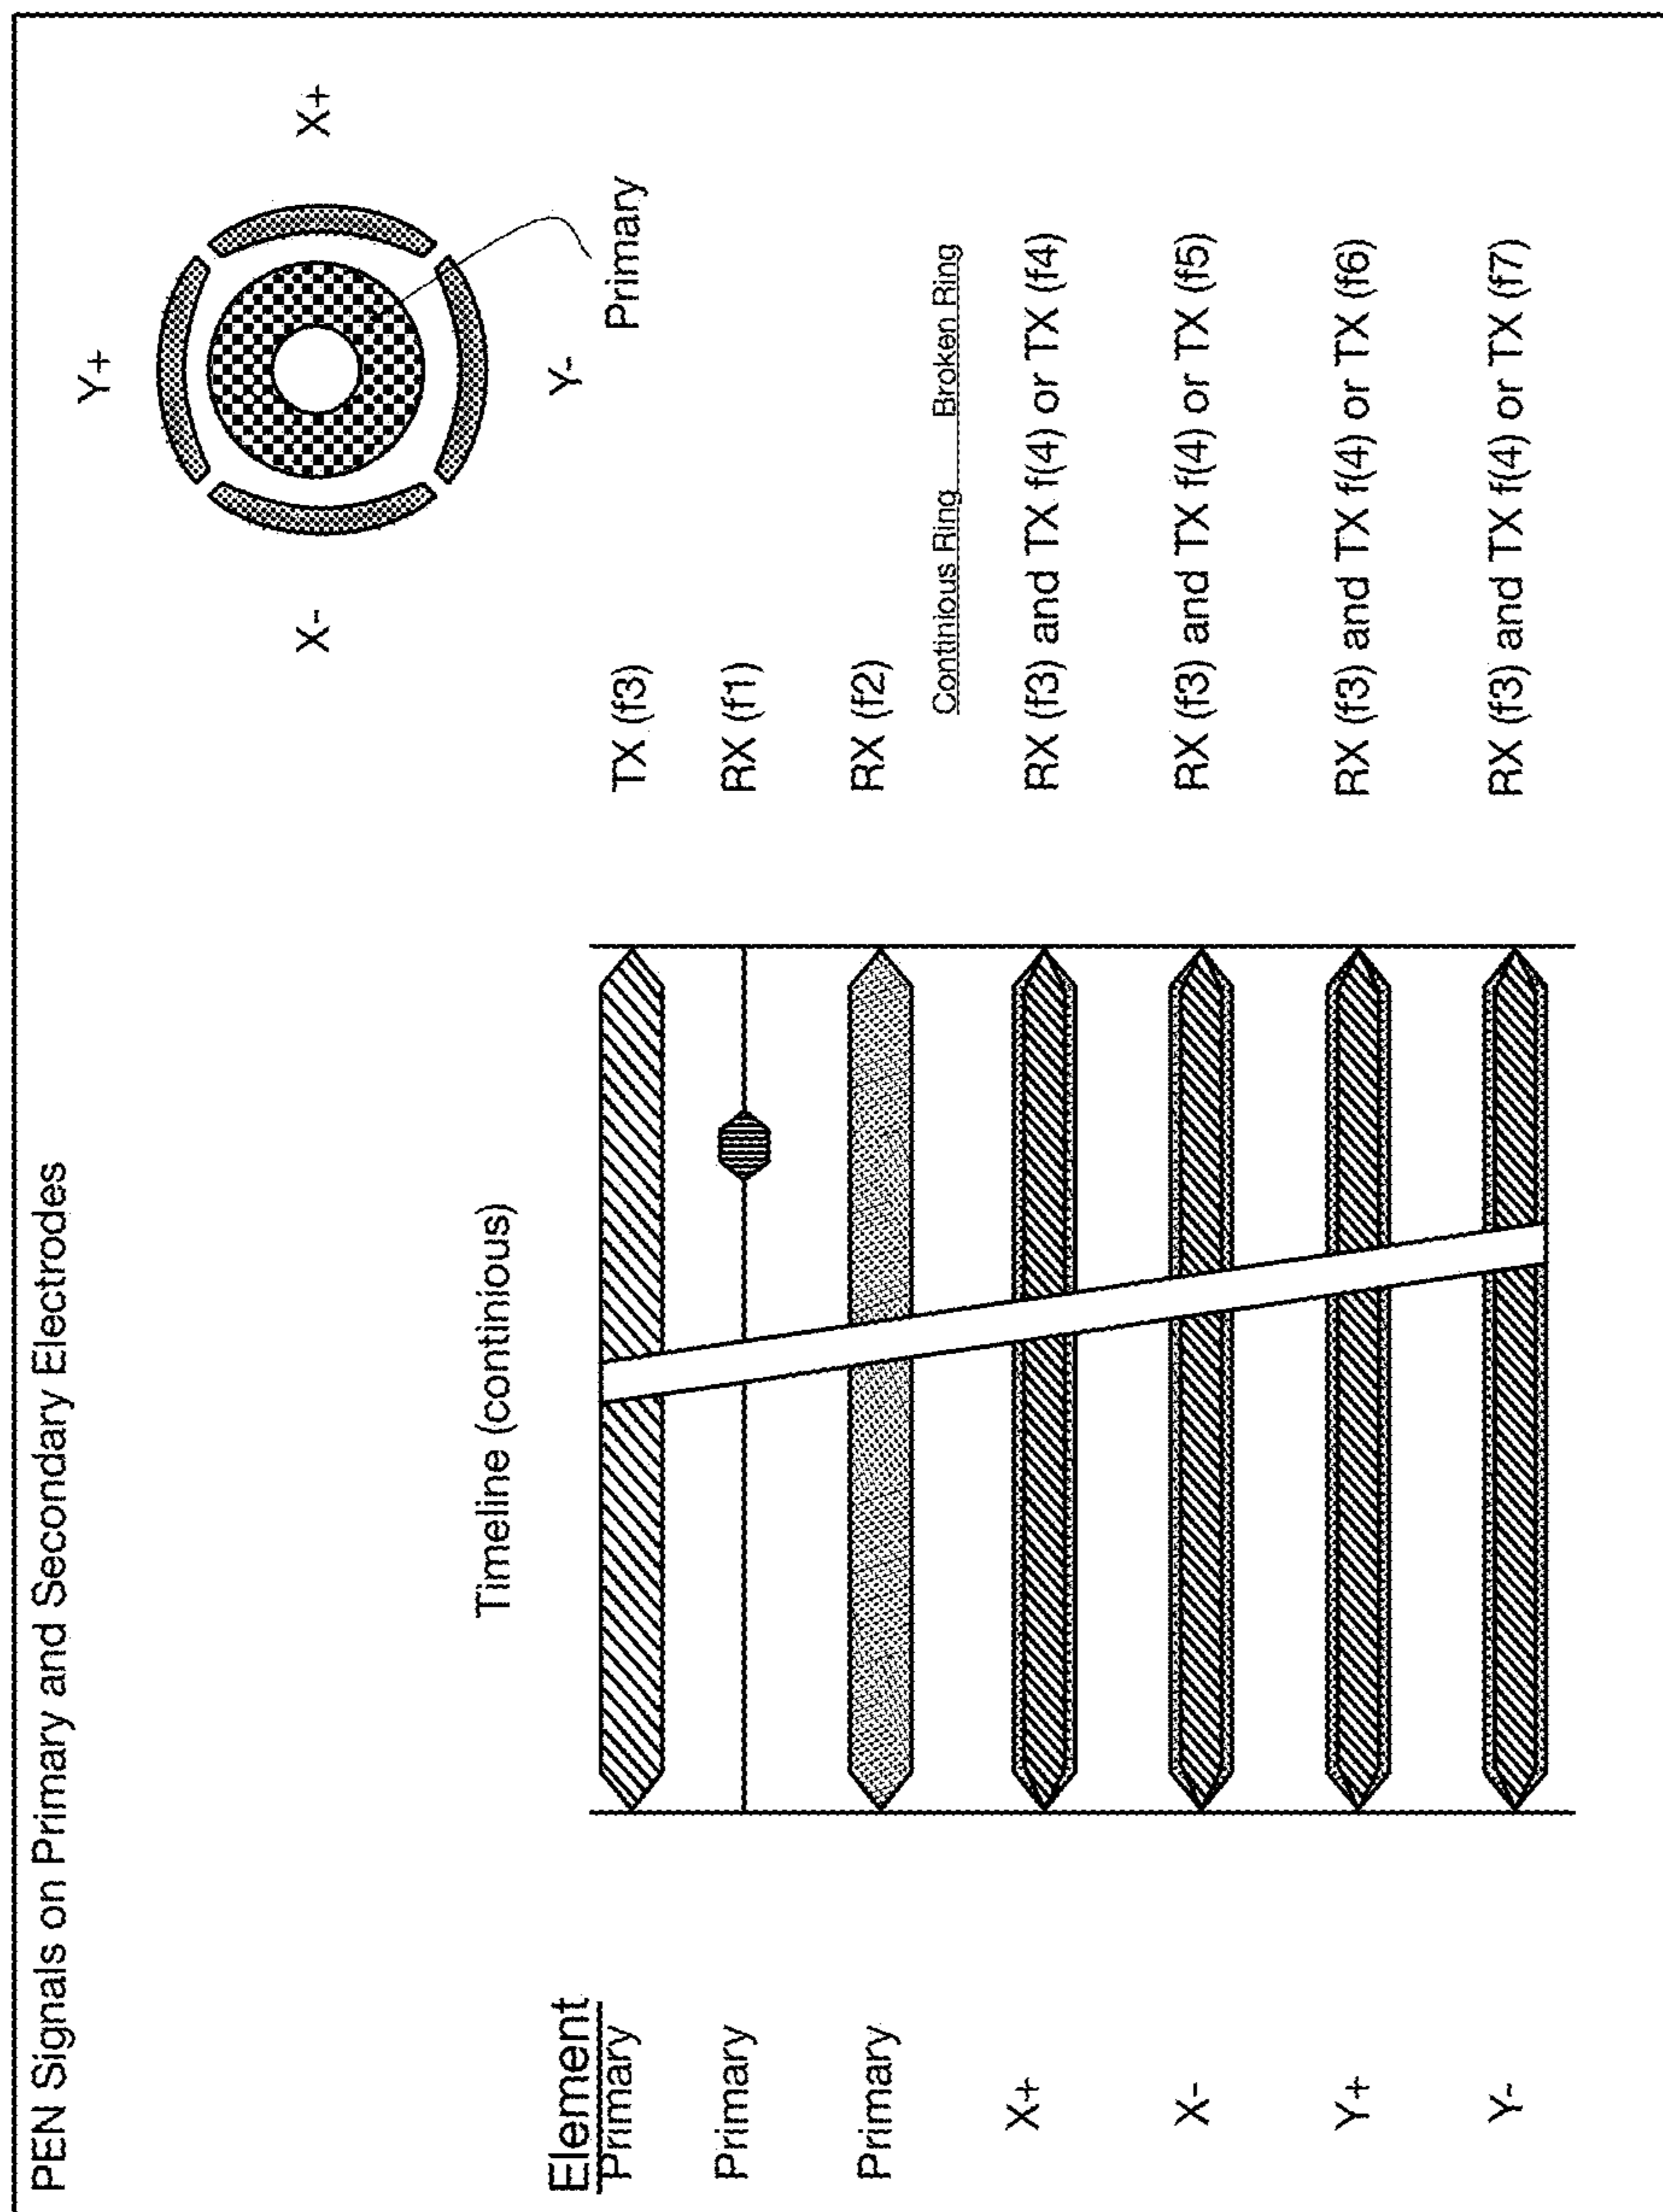 PEN Signals on Primary and Secondary Electrodes
Y+
X-
X+
Y-
Primary
Timeline (continious)
Element
Primary
TX (f3)
Primary
RX (f1)
Primary
RX (f2)
Continious Ring Broken Ring
X+
RX (f3) and TX f(4) or TX (f4)
X-
RX (f3) and TX f(4) or TX (f5)
Y+
RX (f3) and TX f(4) or TX (f6)
Y-
RX (f3) and TX f(4) or TX (f7)